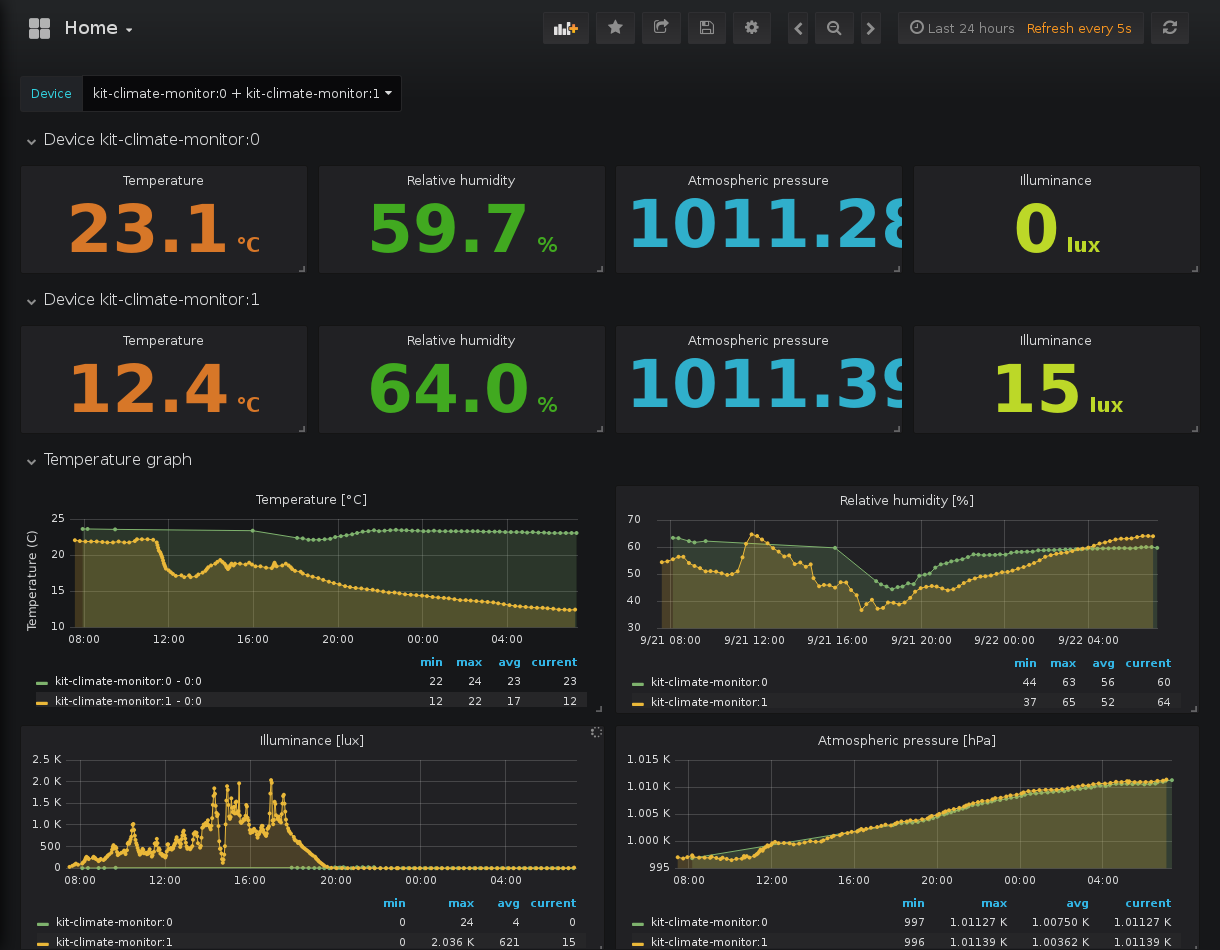 Home
Last 24 hours Refresh every 5s
Device kit-climate-monitor:0 + kit-climate-monitor:1
Device kit-climate-monitor:0
Temperature Relative humidity Atmospheric pressure Illuminance
23.1 °C 59.7 % 1011.28 0 lux
Device kit-climate-monitor:1
Temperature Relative humidity Atmospheric pressure Illuminance
12.4 °C 64.0 % 1011.39 15 lux
Temperature graph
Temperature [°C]
Temperature (C)
25
20
15
10
08:00 12:00 16:00 20:00 00:00 04:00
min max avg current
kit-climate-monitor:0 - 0:0 22 24 23 23
kit-climate-monitor:1 - 0:0 12 22 17 12
Relative humidity [%]
70
60
50
40
30
9/21 08:00 9/21 12:00 9/21 16:00 9/21 20:00 9/22 00:00 9/22 04:00
min max avg current
kit-climate-monitor:0 44 63 56 60
kit-climate-monitor:1 37 65 52 64
Illuminance [lux]
2.5 K
2.0 K
1.5 K
1.0 K
500
0
08:00 12:00 16:00 20:00 00:00 04:00
min max avg current
kit-climate-monitor:0 0 24 4 0
kit-climate-monitor:1 0 2.036 K 621 15
Atmospheric pressure [hPa]
1.015 K
1.010 K
1.005 K
1.000 K
995
08:00 12:00 16:00 20:00 00:00 04:00
min max avg current
kit-climate-monitor:0 997 1.01127 K 1.00750 K 1.01127 K
kit-climate-monitor:1 996 1.01139 K 1.00362 K 1.01139 K